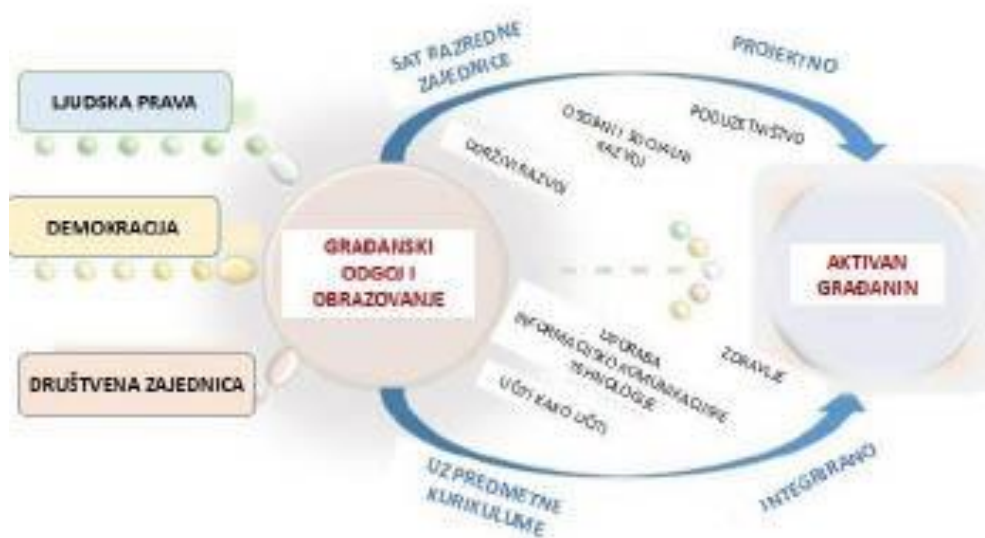 LJUDSKA PRAVA
DEMOKRACIJA
DRUŠTVENA ZAJEDNICA
GRAĐANSKI
ODGOJ I
OBRAZOVANJE
SAT RAZREDNE
ZAJEDNICE
PROJEKTNO
ODRŽIVI RAZVOJ
OSOBNI I SOCIJALNI
RAZVOJ
PODUZETNIŠTVO
UPORABA
INFORMACIJSKO KOMUNIKACIJSKE
TEHNOLOGIJE
UČITI KAKO UČITI
ZDRAVLJE
UZ PREDMETNE
KURIKULUME
INTEGRIRANO
AKTIVAN
GRAĐANIN